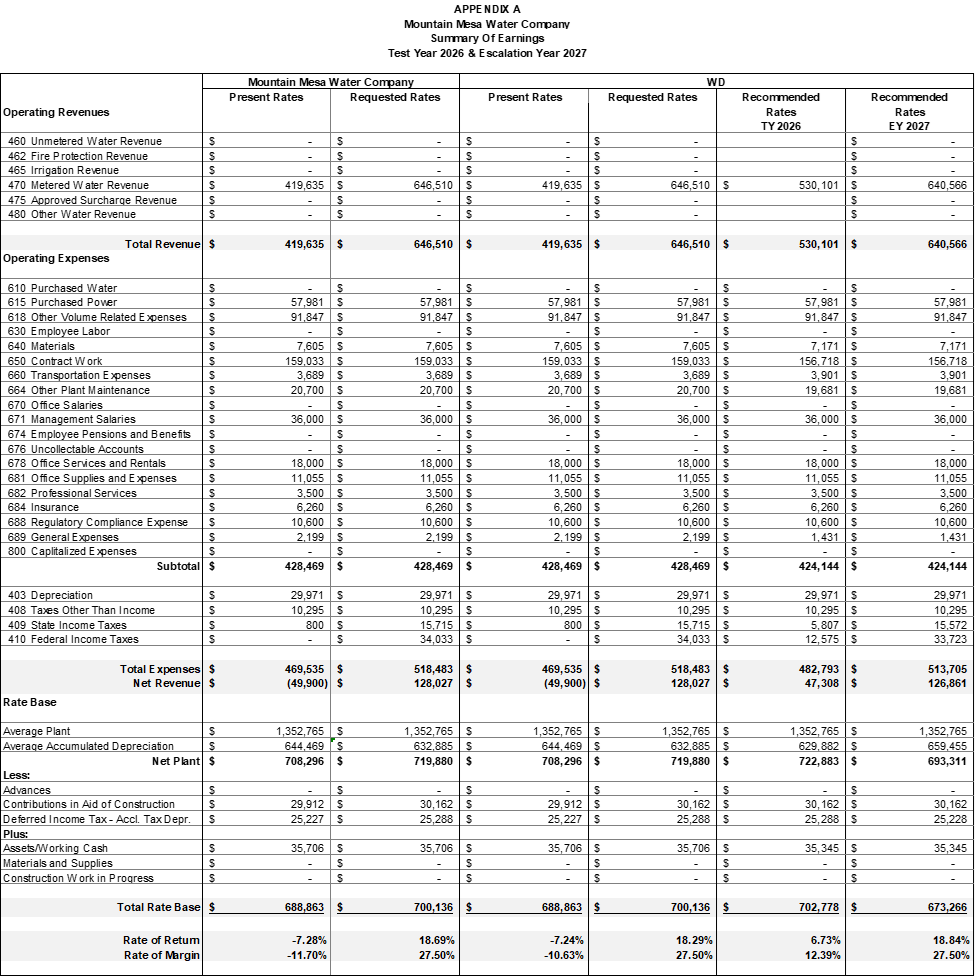 APPENDIX A
Mountain Mesa Water Company
Summary Of Earnings
Test Year 2026 & Escalation Year 2027
Mountain Mesa Water Company WD
Operating Revenues Present Rates Requested Rates Present Rates Requested Rates Recommended Rates TY 2026 Recommended Rates EY 2027
460 Unmetered Water Revenue $ - $ - $ - $ - $ -
462 Fire Protection Revenue $ - $ - $ - $ - $ -
465 Irrigation Revenue $ - $ - $ - $ - $ -
470 Metered Water Revenue $ 419,635 $ 646,510 $ 419,635 $ 646,510 $ 530,101 $ 640,566
475 Approved Surcharge Revenue $ - $ - $ - $ - $ -
480 Other Water Revenue $ - $ - $ - $ - $ -
Total Revenue $ 419,635 $ 646,510 $ 419,635 $ 646,510 $ 530,101 $ 640,566
Operating Expenses
610 Purchased Water $ - $ - $ - $ - $ - $ -
615 Purchased Power $ 57,981 $ 57,981 $ 57,981 $ 57,981 $ 57,981 $ 57,981
618 Other Volume Related Expenses $ 91,847 $ 91,847 $ 91,847 $ 91,847 $ 91,847 $ 91,847
630 Employee Labor $ - $ - $ - $ - $ - $ -
640 Materials $ 7,605 $ 7,605 $ 7,605 $ 7,605 $ 7,171 $ 7,171
650 Contract Work $ 159,033 $ 159,033 $ 159,033 $ 159,033 $ 156,718 $ 156,718
660 Transportation Expenses $ 3,689 $ 3,689 $ 3,689 $ 3,689 $ 3,901 $ 3,901
664 Other Plant Maintenance $ 20,700 $ 20,700 $ 20,700 $ 20,700 $ 19,681 $ 19,681
670 Office Salaries $ - $ - $ - $ - $ - $ -
671 Management Salaries $ 36,000 $ 36,000 $ 36,000 $ 36,000 $ 36,000 $ 36,000
674 Employee Pensions and Benefits $ - $ - $ - $ - $ - $ -
676 Uncollectable Accounts $ - $ - $ - $ - $ - $ -
678 Office Services and Rentals $ 18,000 $ 18,000 $ 18,000 $ 18,000 $ 18,000 $ 18,000
681 Office Supplies and Expenses $ 11,055 $ 11,055 $ 11,055 $ 11,055 $ 11,055 $ 11,055
682 Professional Services $ 3,500 $ 3,500 $ 3,500 $ 3,500 $ 3,500 $ 3,500
684 Insurance $ 6,260 $ 6,260 $ 6,260 $ 6,260 $ 6,260 $ 6,260
688 Regulatory Compliance Expense $ 10,600 $ 10,600 $ 10,600 $ 10,600 $ 10,600 $ 10,600
689 General Expenses $ 2,199 $ 2,199 $ 2,199 $ 2,199 $ 1,431 $ 1,431
800 Caplitalized Expenses $ - $ - $ - $ - $ - $ -
Subtotal $ 428,469 $ 428,469 $ 428,469 $ 428,469 $ 424,144 $ 424,144
403 Depreciation $ 29,971 $ 29,971 $ 29,971 $ 29,971 $ 29,971 $ 29,971
408 Taxes Other Than Income $ 10,295 $ 10,295 $ 10,295 $ 10,295 $ 10,295 $ 10,295
409 State Income Taxes $ 800 $ 15,715 $ 800 $ 15,715 $ 5,807 $ 15,572
410 Federal Income Taxes $ - $ 34,033 $ - $ 34,033 $ 12,575 $ 33,723
Total Expenses $ 469,535 $ 518,483 $ 469,535 $ 518,483 $ 482,793 $ 513,705
Net Revenue $ (49,900) $ 128,027 $ (49,900) $ 128,027 $ 47,308 $ 126,861
Rate Base
Average Plant $ 1,352,765 $ 1,352,765 $ 1,352,765 $ 1,352,765 $ 1,352,765 $ 1,352,765
Average Accumulated Depreciation $ 644,469 $ 632,885 $ 644,469 $ 632,885 $ 629,882 $ 659,455
Net Plant $ 708,296 $ 719,880 $ 708,296 $ 719,880 $ 722,883 $ 693,311
Less:
Advances $ - $ - $ - $ - $ - $ -
Contributions in Aid of Construction $ 29,912 $ 30,162 $ 29,912 $ 30,162 $ 30,162 $ 30,162
Deferred Income Tax - Accl. Tax Depr. $ 25,227 $ 25,288 $ 25,227 $ 25,288 $ 25,288 $ 25,228
Plus:
Assets/Working Cash $ 35,706 $ 35,706 $ 35,706 $ 35,706 $ 35,345 $ 35,345
Materials and Supplies $ - $ - $ - $ - $ - $ -
Construction Work in Progress $ - $ - $ - $ - $ - $ -
Total Rate Base $ 688,863 $ 700,136 $ 688,863 $ 700,136 $ 702,778 $ 673,266
Rate of Return -7.28% 18.69% -7.24% 18.29% 6.73% 18.84%
Rate of Margin -11.70% 27.50% -10.63% 27.50% 12.39% 27.50%